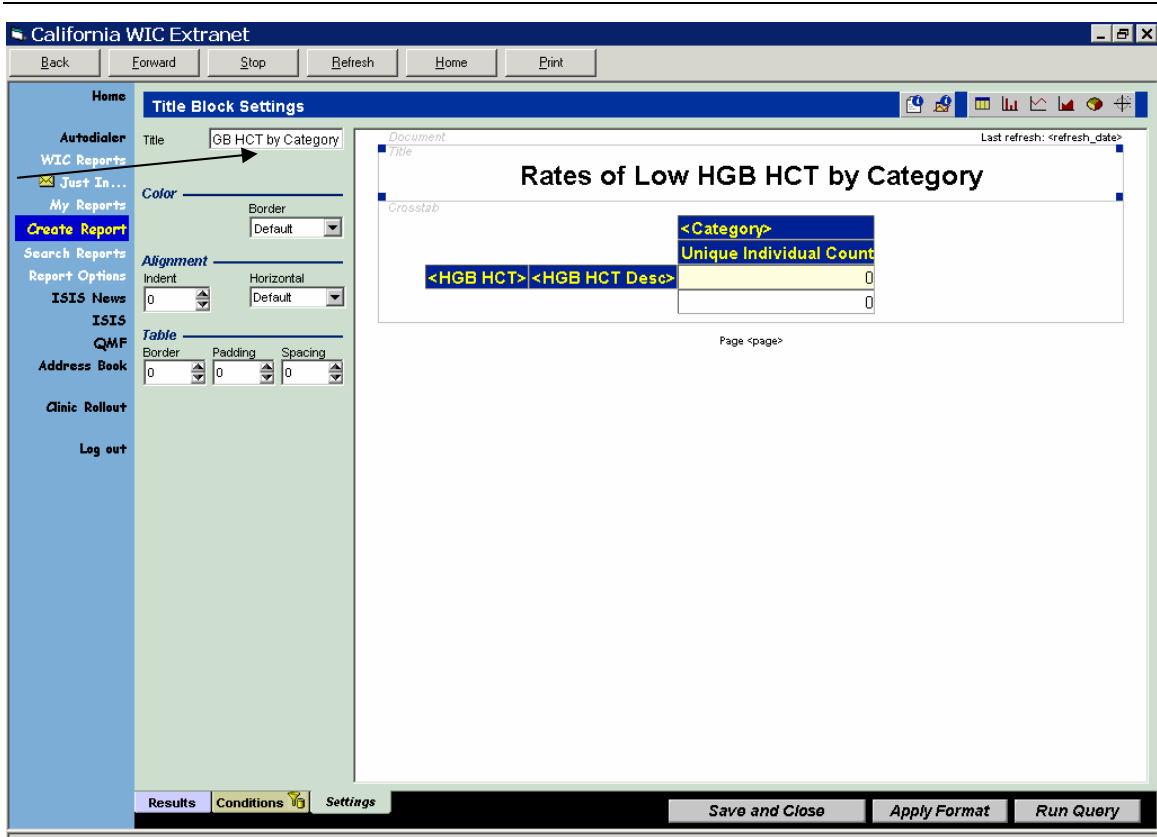 California WIC Extranet
Back Forward Stop Refresh Home Print
Home
Autodialer
WIC Reports
Just In...
My Reports
Create Report
Search Reports
Report Options
ISIS News
ISIS
QMF
Address Book
Clinic Rollout
Log out
Title Block Settings
Title GB HCT by Category
Color
Border
Default
Alignment
Indent Horizontal
0 Default
Table
Border Padding Spacing
0 0 0
Document Last refresh: <refresh_date>
Title
Rates of Low HGB HCT by Category
Crosstab
<Category>
Unique Individual Count
<HGB HCT> <HGB HCT Desc> 0
0
Page <page>
Results Conditions Settings
Save and Close Apply Format Run Query